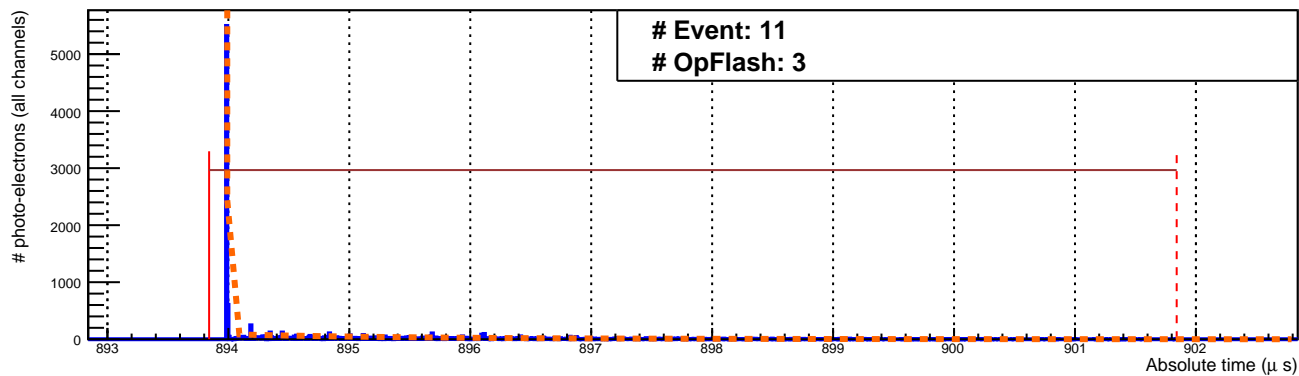 # Event: 11
# OpFlash: 3
# photo-electrons (all channels)
5000
4000
3000
2000
1000
0
893 894 895 896 897 898 899 900 901 902
Absolute time (μ s)